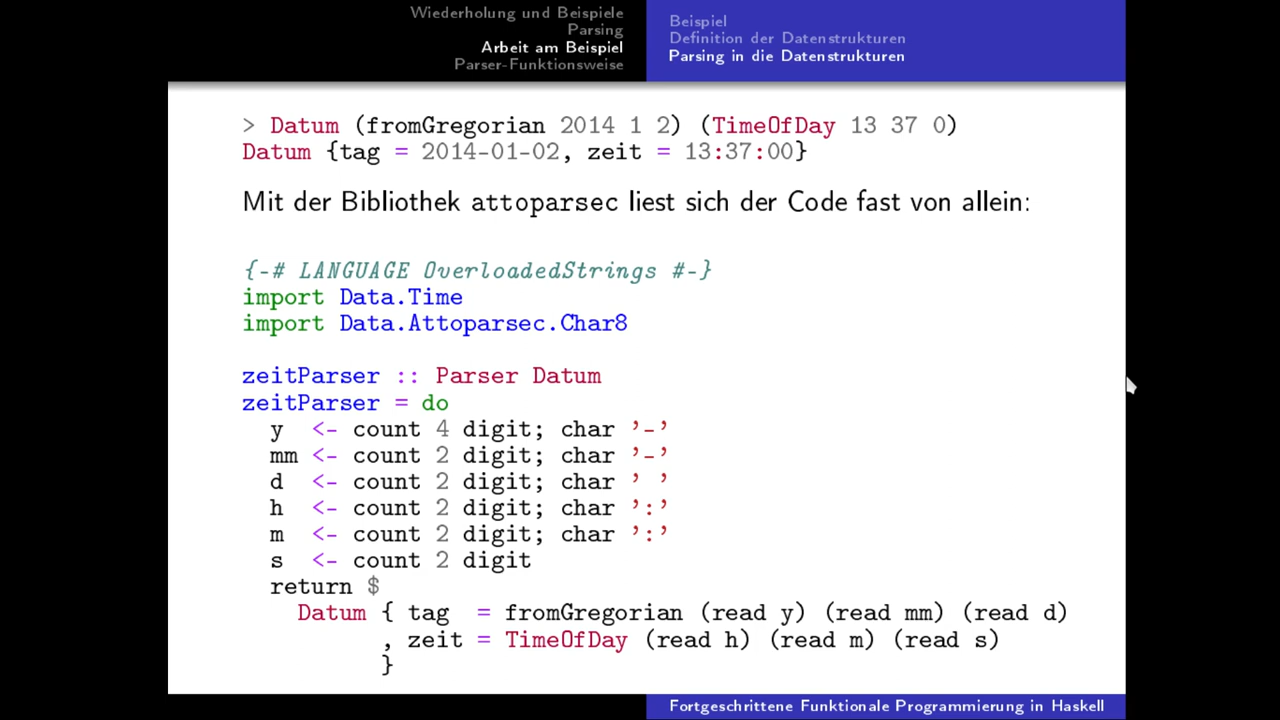 Wiederholung und Beispiele
Parsing
Arbeit am Beispiel
Parser-Funktionsweise
Beispiel
Definition der Datenstrukturen
Parsing in die Datenstrukturen
> Datum (fromGregorian 2014 1 2) (TimeOfDay 13 37 0)
Datum {tag = 2014-01-02, zeit = 13:37:00}
Mit der Bibliothek attoparsec liest sich der Code fast von allein:
{-# LANGUAGE OverloadedStrings #-}
import Data.Time
import Data.Attoparsec.Char8
zeitParser :: Parser Datum
zeitParser = do
y <- count 4 digit; char ’-’
mm <- count 2 digit; char ’-’
d <- count 2 digit; char ’ ’
h <- count 2 digit; char ’:’
m <- count 2 digit; char ’:’
s <- count 2 digit
return $
Datum { tag = fromGregorian (read y) (read mm) (read d)
, zeit = TimeOfDay (read h) (read m) (read s)
}
Fortgeschrittene Funktionale Programmierung in Haskell